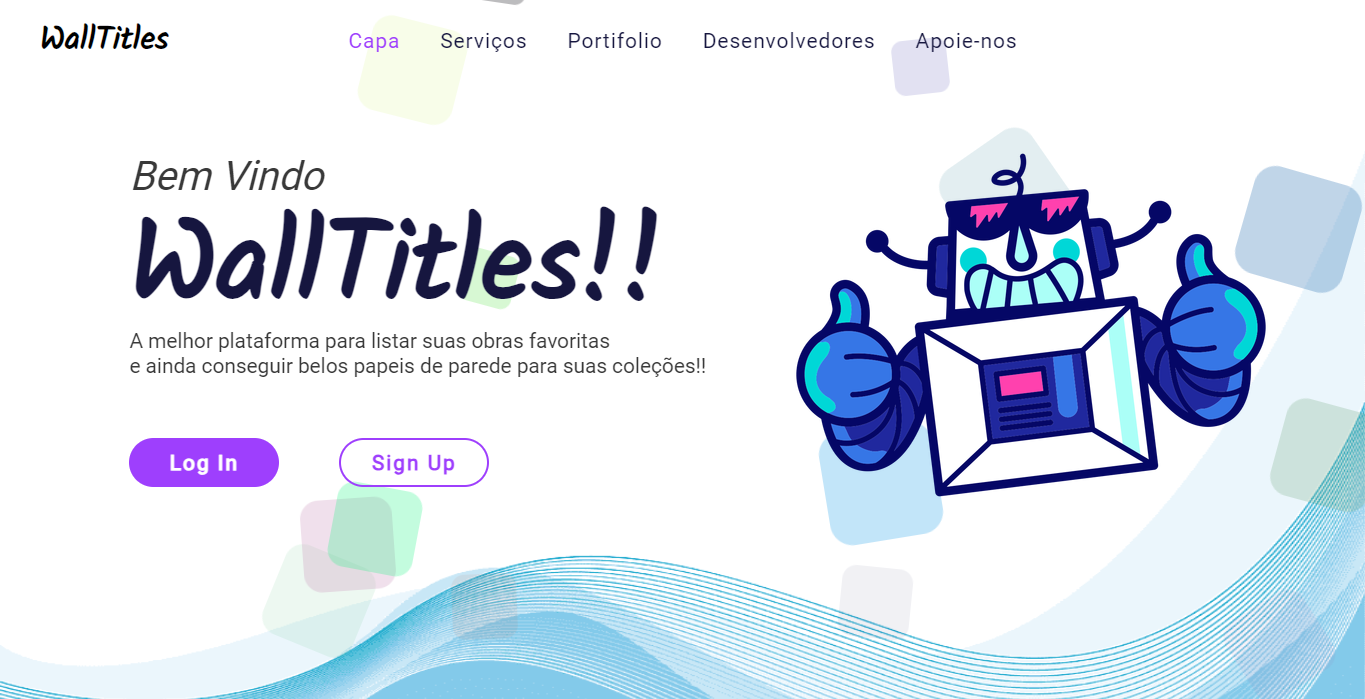 WallTitles
Capa Serviços Portifolio Desenvolvedores Apoie-nos
Bem Vindo
WallTitles!!
A melhor plataforma para listar suas obras favoritas
e ainda conseguir belos papeis de parede para suas coleções!!
Log In Sign Up